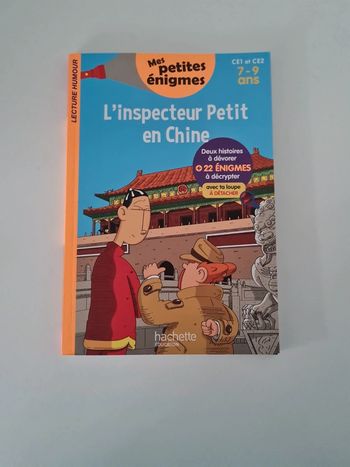 LECTURE HUMOUR
Mes
petites
énigmes
CE1 et CE2
7-9
ans
L'inspecteur Petit
en Chine
Deux histoires
à dévorer
+ 22 ÉNIGMES
à décrypter
avec ta loupe
À DÉTACHER
hachette
ÉDUCATION